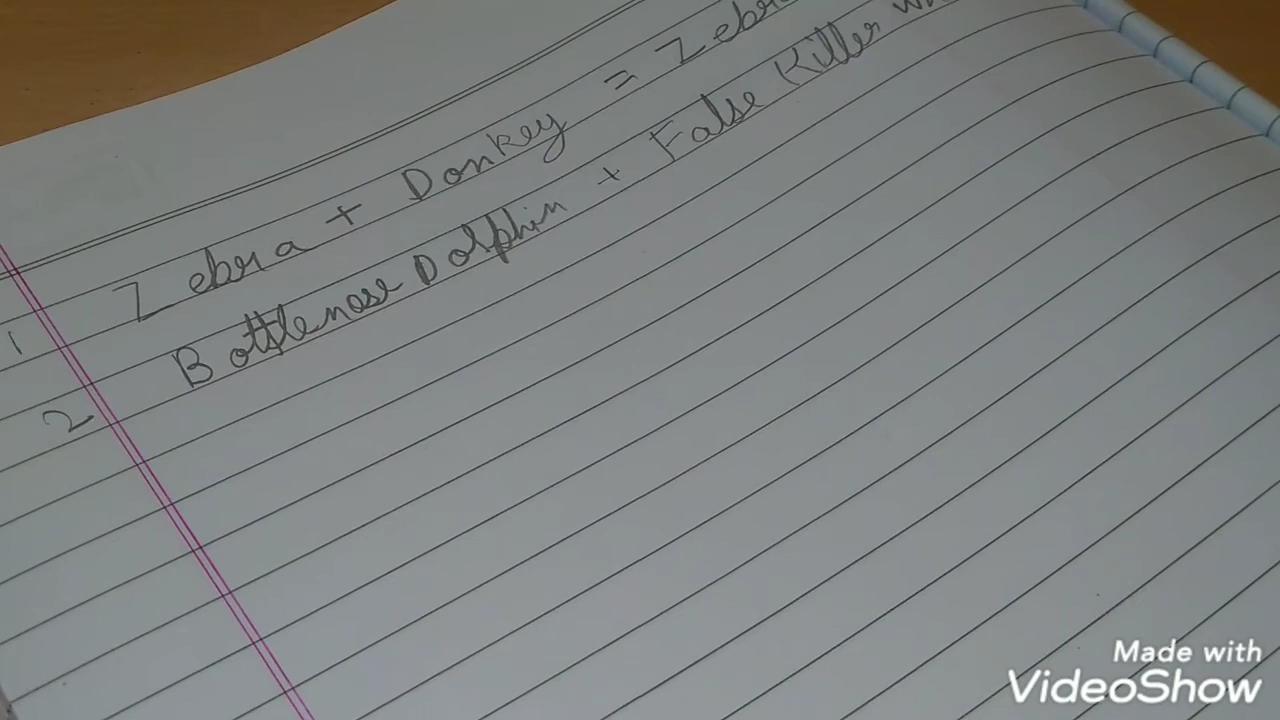 1 Zebra + Donkey = Zebr
2 Bottlenose Dolphin + False Killer
Made with
VideoShow